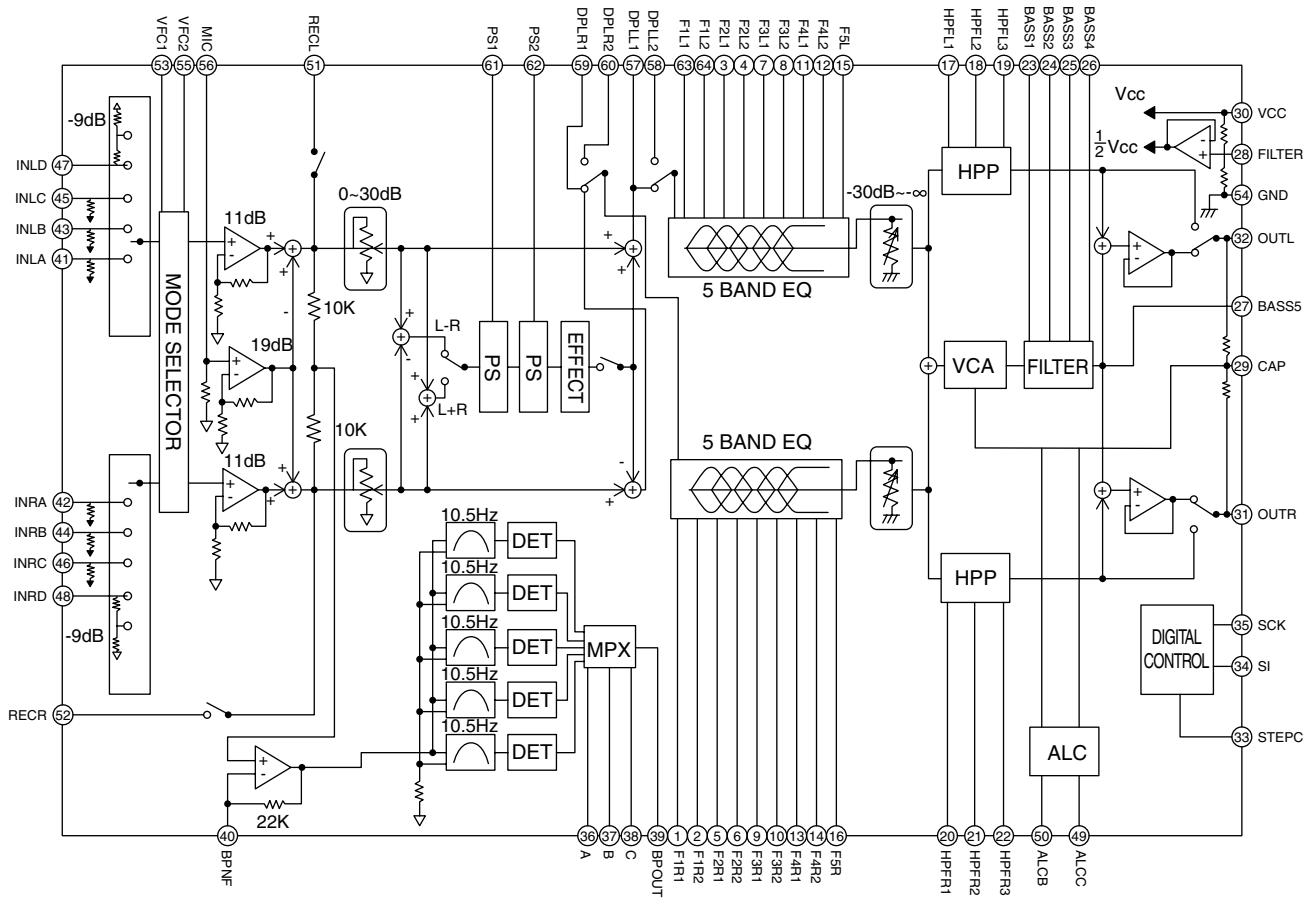 VFC1
VFC2
MIC
RECL
PS1
PS2
DPLR1
DPLR2
DPLL1
DPLL2
F1L1
F1L2
F2L1
F2L2
F3L1
F3L2
F4L1
F4L2
F5L
HPFL1
HPFL2
HPFL3
BASS1
BASS2
BASS3
BASS4
53
55
56
51
61
62
59
60
57
58
63
64
3
4
7
8
11
12
15
17
18
19
23
24
25
26
-9dB
Vcc
30 VCC
1/2 Vcc
- +
28 FILTER
54 GND
INLD 47
INLC 45
INLB 43
INLA 41
MODE SELECTOR
11dB
+ -
+ +
0~30dB
-30dB~-∞
HPP
+
32 OUTL
+ -
5 BAND EQ
10K
-
19dB
+ -
L-R
+ + -
PS
PS
EFFECT
+ + +
27 BASS5
+
VCA
FILTER
29 CAP
L+R
+ + +
10K
11dB
+ -
+ + +
5 BAND EQ
- + +
+
31 OUTR
+ -
INRA 42
INRB 44
INRC 46
INRD 48
-9dB
10.5Hz
DET
10.5Hz
DET
10.5Hz
DET
10.5Hz
DET
10.5Hz
DET
MPX
HPP
DIGITAL
CONTROL
35 SCK
34 SI
33 STEPC
RECR 52
+ -
22K
ALC
40
36
37
38
39
1
2
5
6
9
10
13
14
16
20
21
22
50
49
BPNF
A
B
C
BPOUT
F1R1
F1R2
F2R1
F2R2
F3R1
F3R2
F4R1
F4R2
F5R
HPFR1
HPFR2
HPFR3
ALCB
ALCC